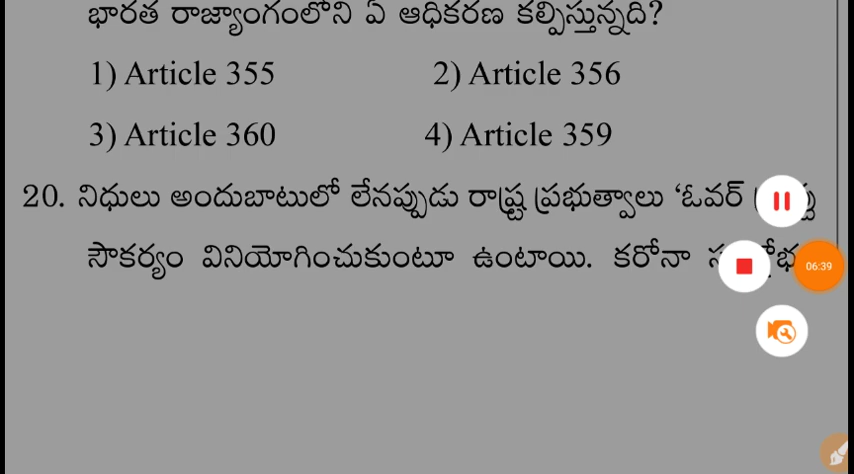 భారత రాజ్యాంగంలోని ఏ ఆధికరణ కల్పిస్తున్నది?
1) Article 355 2) Article 356
3) Article 360 4) Article 359
20. నిధులు అందుబాటులో లేనప్పుడు రాష్ట్ర ప్రభుత్వాలు ‘ఓవర్
సౌకర్యం వినియోగించుకుంటూ ఉంటాయి. కరోనా
06:39